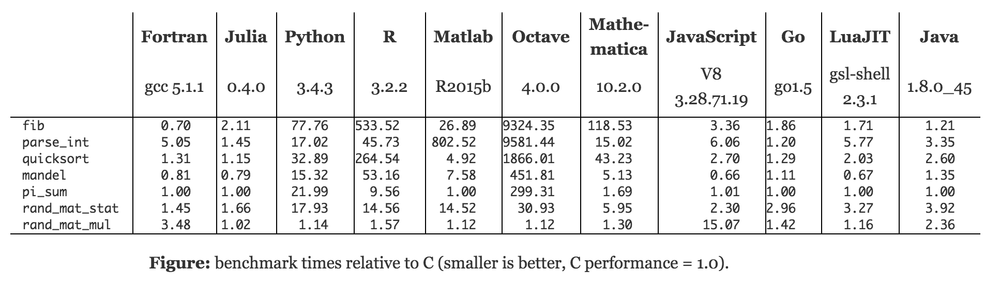 Fortran Julia Python R Matlab Octave Mathe-matica JavaScript Go LuaJIT Java
gcc 5.1.1 0.4.0 3.4.3 3.2.2 R2015b 4.0.0 10.2.0 V8 3.28.71.19 go1.5 gsl-shell 2.3.1 1.8.0_45
fib 0.70 2.11 77.76 533.52 26.89 9324.35 118.53 3.36 1.86 1.71 1.21
parse_int 5.05 1.45 17.02 45.73 802.52 9581.44 15.02 6.06 1.20 5.77 3.35
quicksort 1.31 1.15 32.89 264.54 4.92 1866.01 43.23 2.70 1.29 2.03 2.60
mandel 0.81 0.79 15.32 53.16 7.58 451.81 5.13 0.66 1.11 0.67 1.35
pi_sum 1.00 1.00 21.99 9.56 1.00 299.31 1.69 1.01 1.00 1.00 1.00
rand_mat_stat 1.45 1.66 17.93 14.56 14.52 30.93 5.95 2.30 2.96 3.27 3.92
rand_mat_mul 3.48 1.02 1.14 1.57 1.12 1.12 1.30 15.07 1.42 1.16 2.36
Figure: benchmark times relative to C (smaller is better, C performance = 1.0).